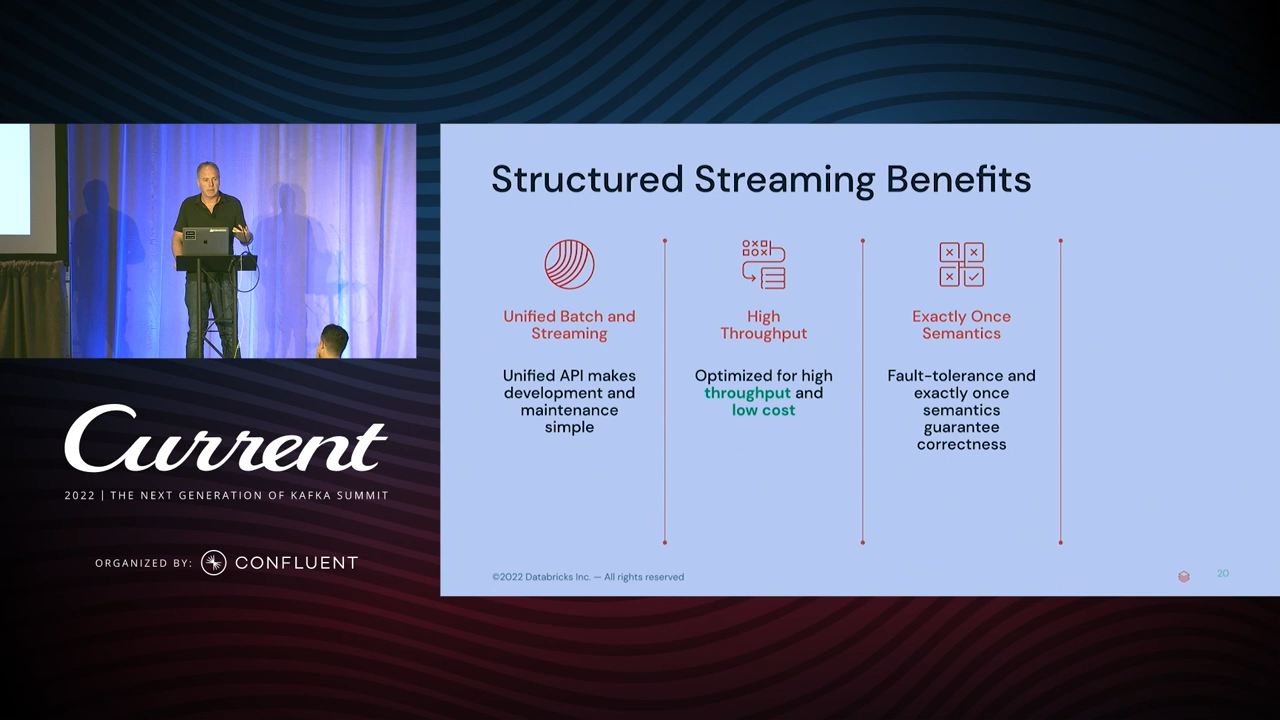 Structured Streaming Benefits
Unified Batch and
Streaming
Unified API makes
development and
maintenance
simple
High
Throughput
Optimized for high
throughput and
low cost
Exactly Once
Semantics
Fault-tolerance and
exactly once
semantics
guarantee
correctness
©2022 Databricks Inc. — All rights reserved
20
Current
2022 | THE NEXT GENERATION OF KAFKA SUMMIT
ORGANIZED BY: CONFLUENT